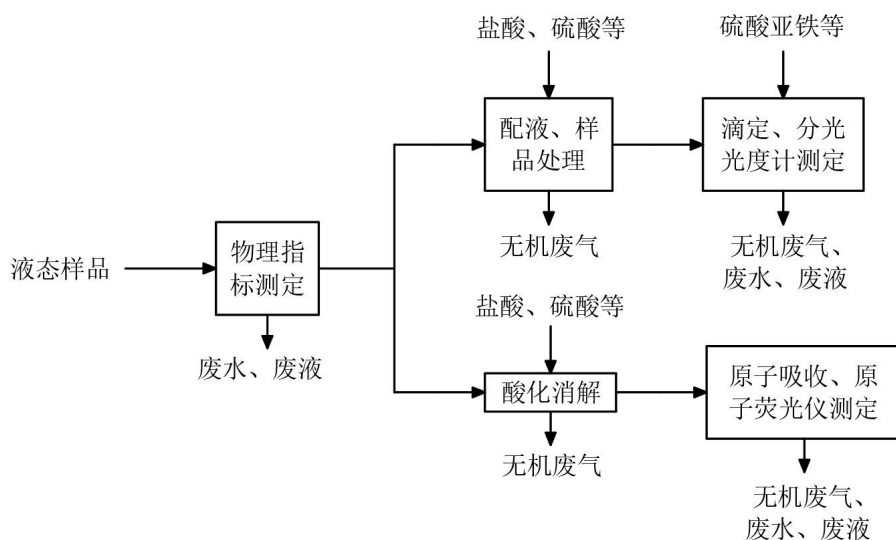 盐酸、硫酸等
硫酸亚铁等
配液、样
品处理
滴定、分光
光度计测定
无机废气
无机废气、
废水、废液
液态样品
物理指
标测定
废水、废液
盐酸、硫酸等
酸化消解
无机废气
原子吸收、原
子荧光仪测定
无机废气、
废水、废液